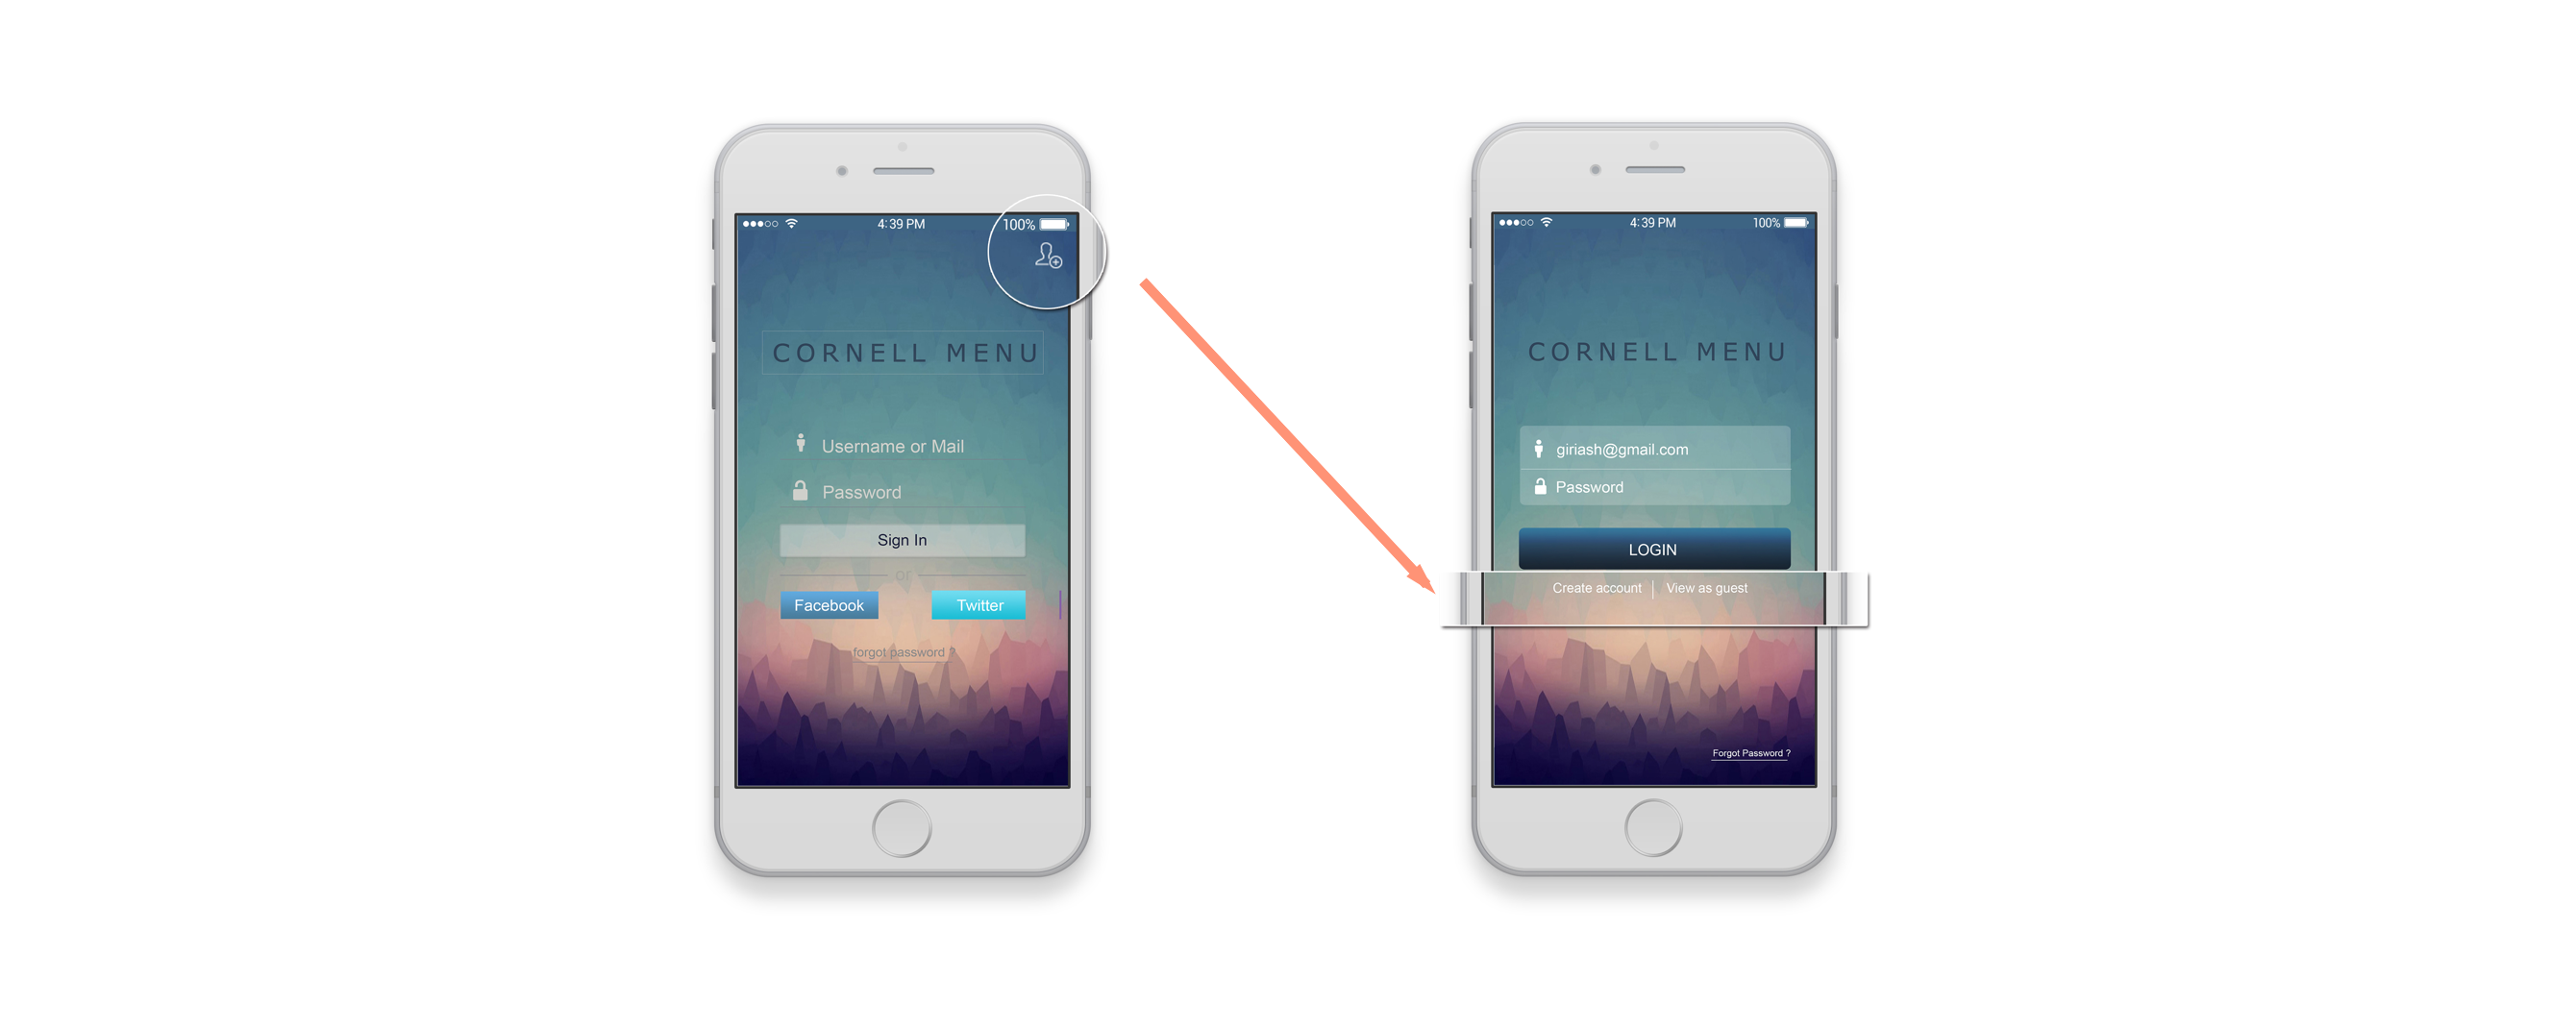 4:39 PM
100%
CORNELL MENU
Username or Mail
Password
Sign In
or
Facebook
Twitter
forgot password ?
4:39 PM
100%
CORNELL MENU
giriash@gmail.com
Password
LOGIN
Create account | View as guest
Forgot Password ?